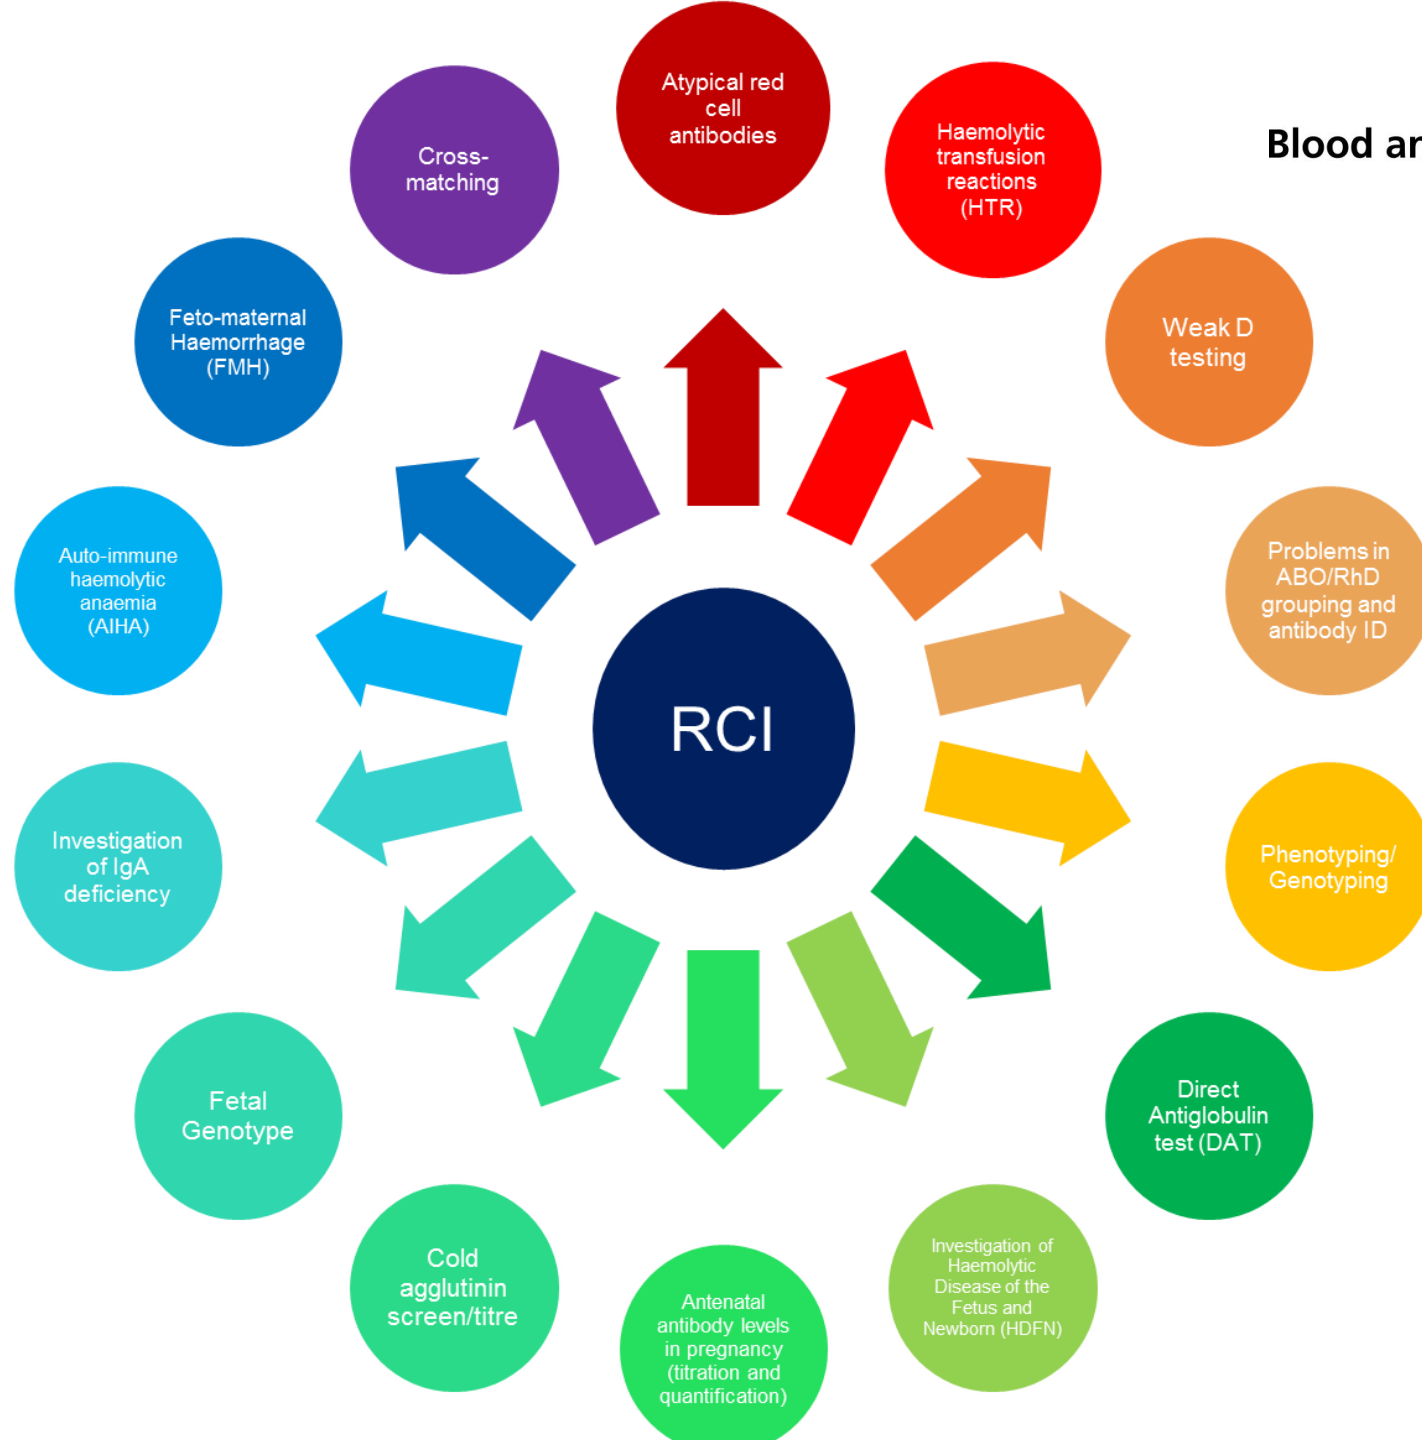 Atypical red
cell
antibodies
Haemolytic
transfusion
reactions
(HTR)
Blood
Weak D
testing
Problems in
ABO/RhD
grouping and
antibody ID
Phenotyping/
Genotyping
Direct
Antiglobulin
test (DAT)
Investigation of
Haemolytic
Disease of the
Fetus and
Newborn (HDFN)
Antenatal
antibody levels
in pregnancy
(titration and
quantification)
Cold
agglutinin
screen/titre
Fetal
Genotype
Investigation
of IgA
deficiency
Auto-immune
haemolytic
anaemia
(AIHA)
Feto-maternal
Haemorrhage
(FMH)
Cross-
matching
RCI